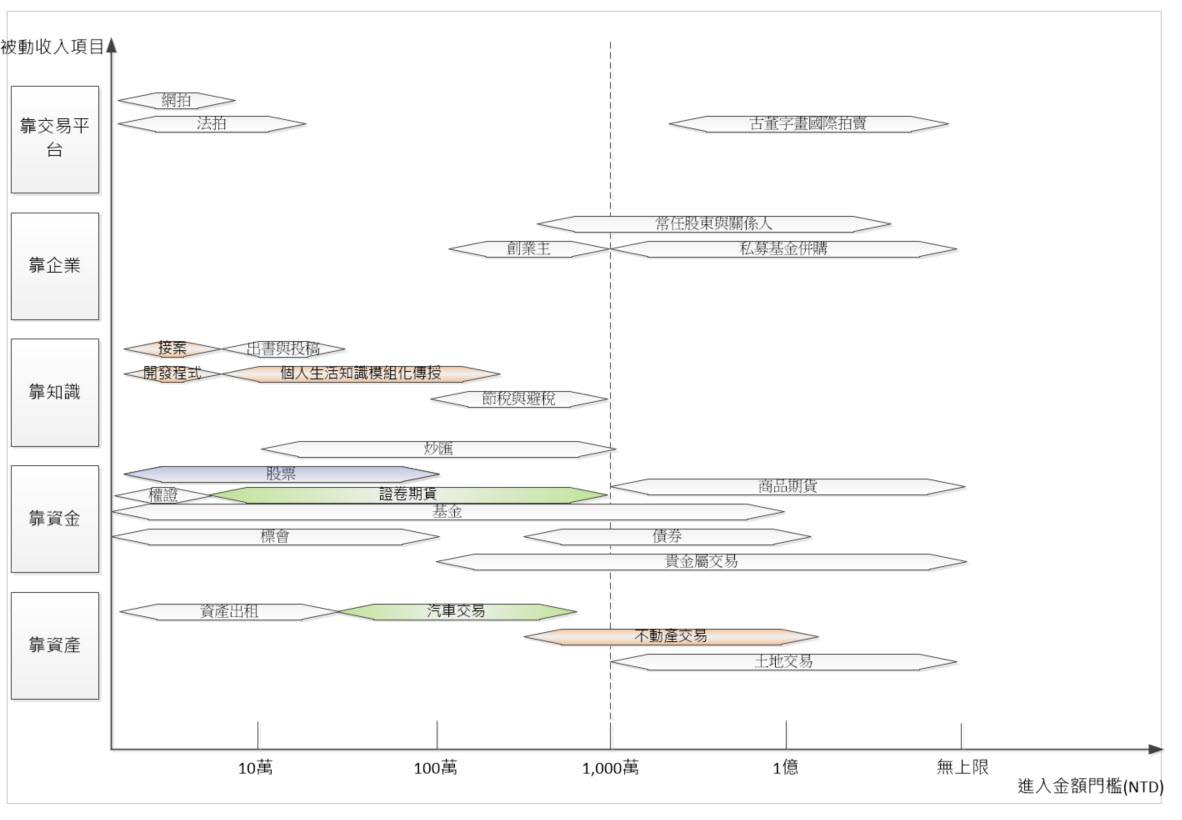 被動收入項目
靠交易平
台
網拍
法拍
古董字畫國際拍賣
靠企業
常任股東與關係人
創業主
私募基金併購
靠知識
接案
出書與投稿
開發程式
個人生活知識模組化傳授
節稅與避稅
靠資金
炒匯
股票
商品期貨
權證
證卷期貨
基金
標會
債券
貴金屬交易
靠資產
資產出租
汽車交易
不動產交易
土地交易
10萬
100萬
1,000萬
1億
無上限
進入金額門檻(NTD)